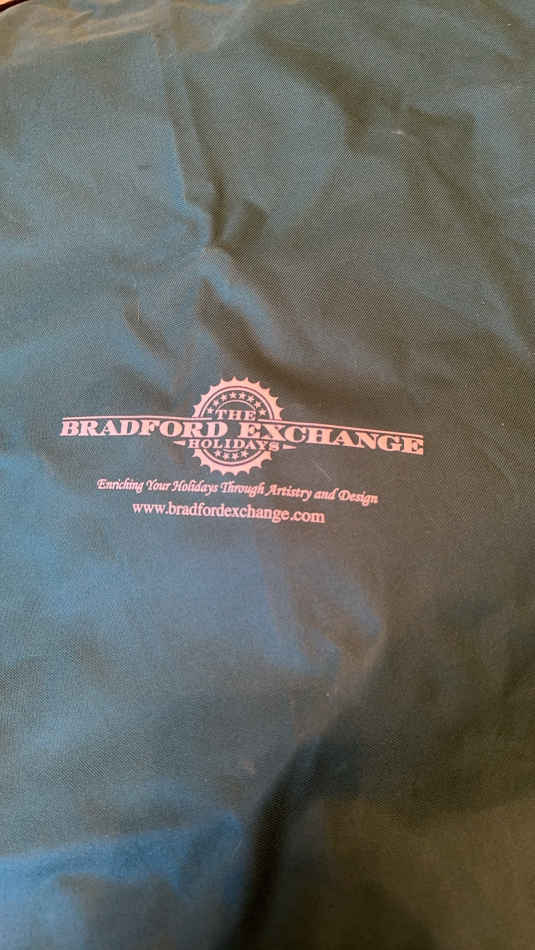 THE
BRADFORD EXCHANGE
HOLIDAYS
Enriching Your Holidays Through Artistry and Design
www.bradfordexchange.com